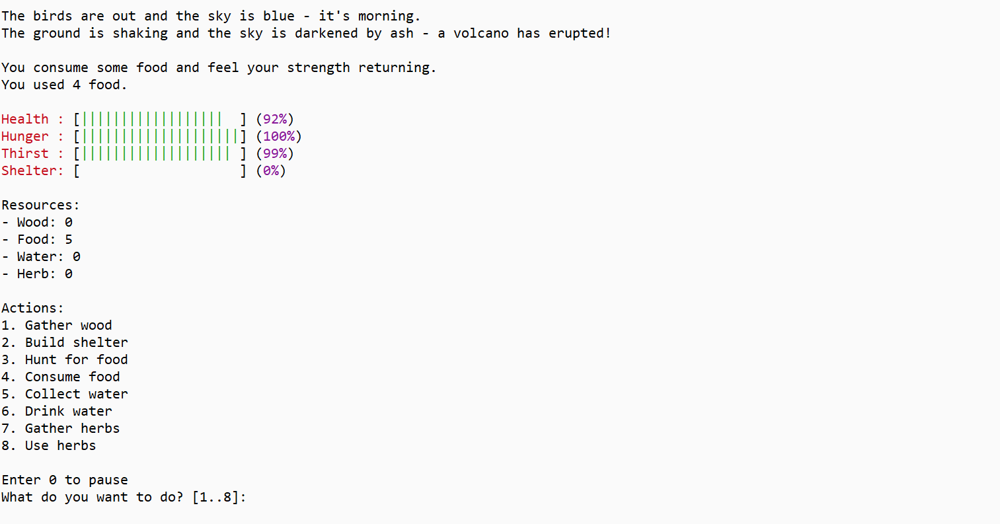 The birds are out and the sky is blue - it's morning.
The ground is shaking and the sky is darkened by ash - a volcano has erupted!
You consume some food and feel your strength returning.
You used 4 food.
Health : [||||||||||||||||||  ] (92%)
Hunger : [||||||||||||||||||||] (100%)
Thirst : [||||||||||||||||||| ] (99%)
Shelter: [                    ] (0%)
Resources:
- Wood: 0
- Food: 5
- Water: 0
- Herb: 0
Actions:
1. Gather wood
2. Build shelter
3. Hunt for food
4. Consume food
5. Collect water
6. Drink water
7. Gather herbs
8. Use herbs
Enter 0 to pause
What do you want to do? [1..8]: